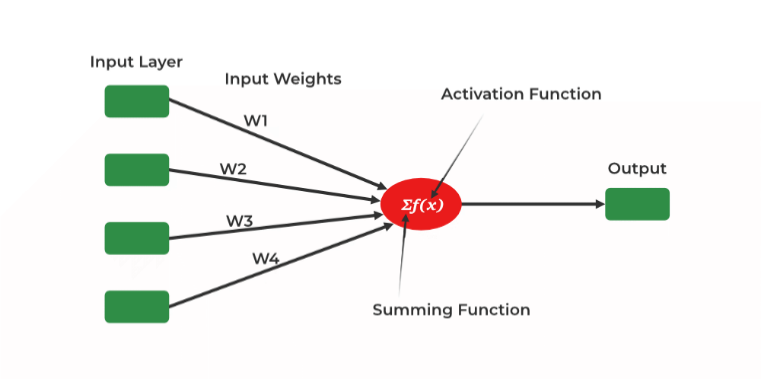 Input Layer
Input Weights
Activation Function
W1
W2
Output
Σf(x)
W3
W4
Summing Function